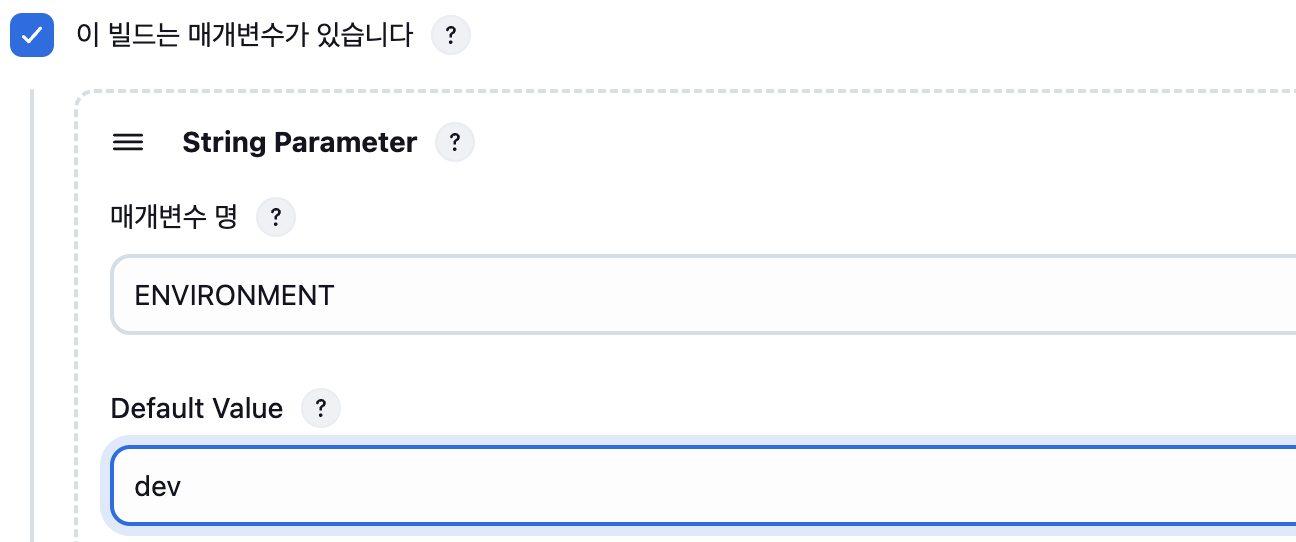 이 빌드는 매개변수가 있습니다 ?
String Parameter ?
매개변수 명 ?
ENVIRONMENT
Default Value ?
dev